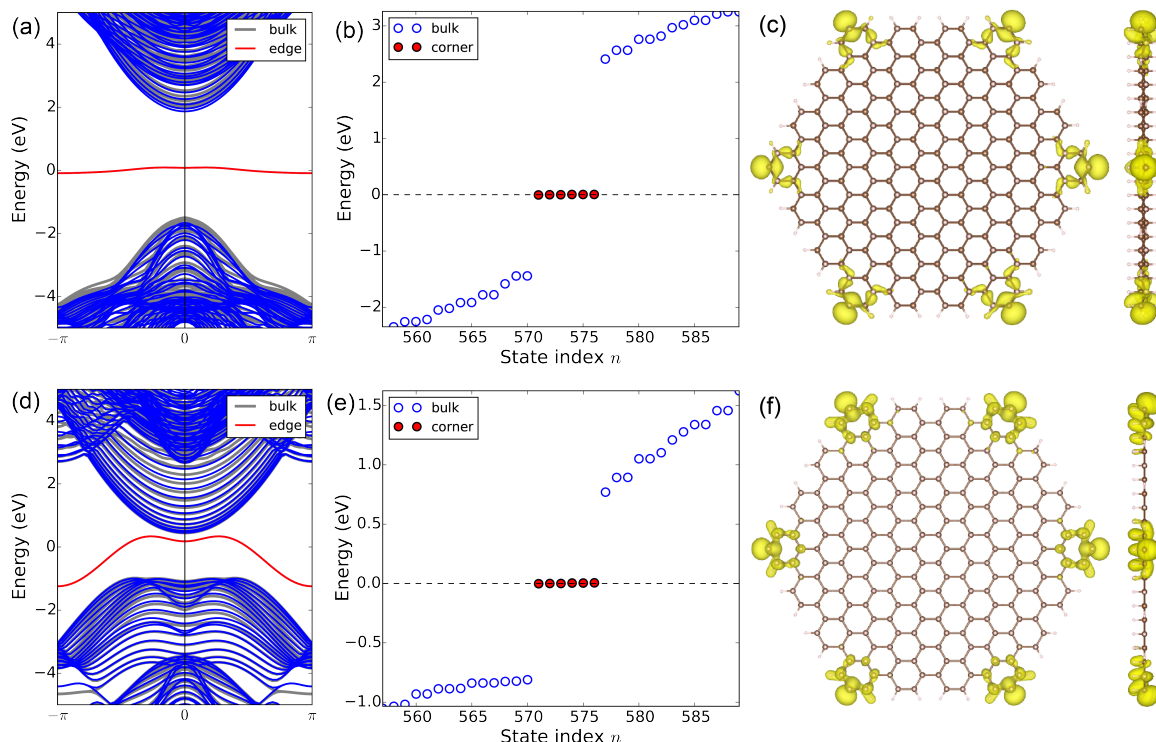 (a)
bulk
edge
Energy (eV)
4
2
0
−2
−4
−π
0
π
(b)
bulk
corner
Energy (eV)
3
2
1
0
−1
−2
560
565
570
575
580
585
State index n
(c)
(d)
bulk
edge
Energy (eV)
4
2
0
−2
−4
−π
0
π
(e)
bulk
corner
Energy (eV)
1.5
1.0
0.5
0.0
−0.5
−1.0
560
565
570
575
580
585
State index n
(f)